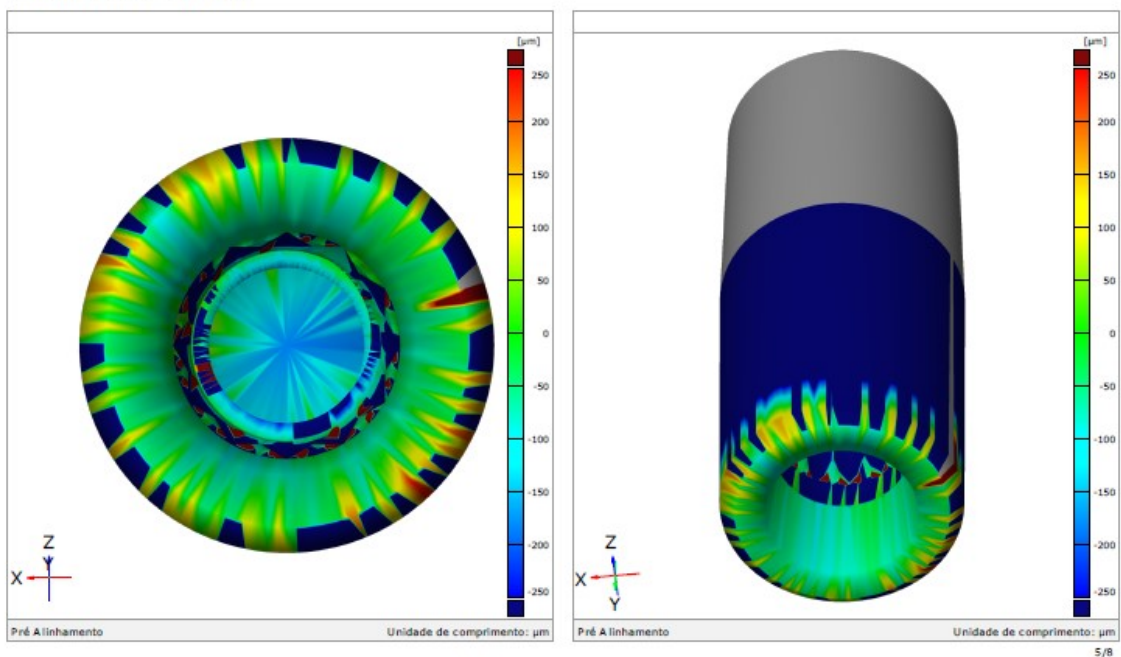 [µm]
250
200
150
100
50
0
-50
-100
-150
-200
-250
Z
Y
X
Pré Alinhamento
Unidade de comprimento: µm
[µm]
250
200
150
100
50
0
-50
-100
-150
-200
-250
Z
X
Y
Pré Alinhamento
Unidade de comprimento: µm
5/8